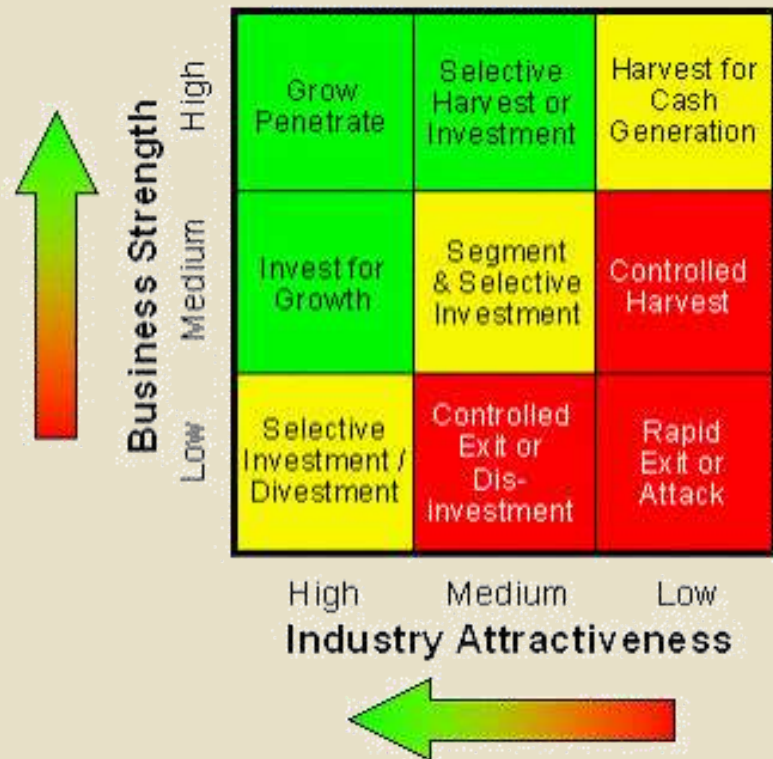 Business Strength
High
Medium
Low
Grow
Penetrate
Selective
Harvest or
Investment
Harvest for
Cash
Generation
Invest for
Growth
Segment
& Selective
Investment
Controlled
Harvest
Selective
Investment /
Divestment
Controlled
Exit or
Dis-
investment
Rapid
Exit or
Attack
High Medium Low
Industry Attractiveness